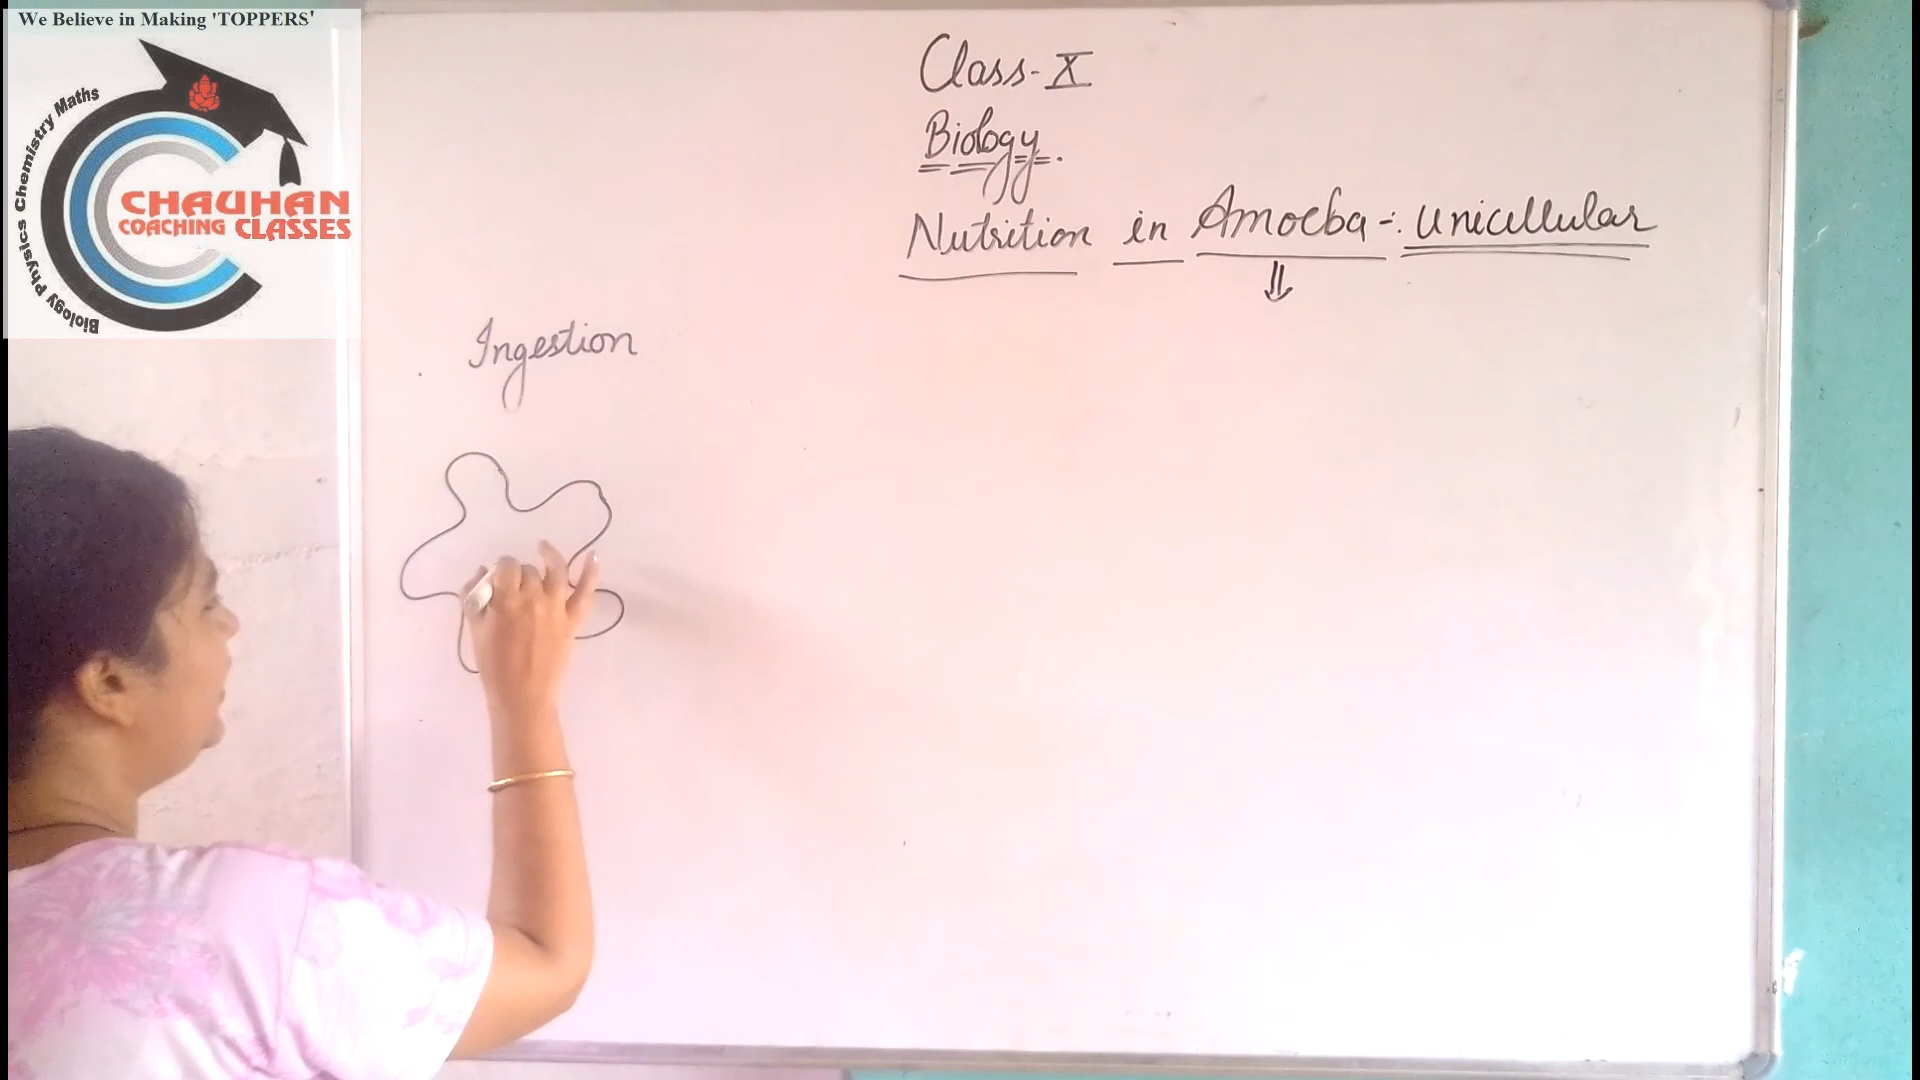 We Believe in Making 'TOPPERS'
Biology Physics Chemistry Maths
CHAUHAN
COACHING CLASSES
Class-X
Biology.
Nutrition in Amoeba-: Unicellular
⇓
Ingestion